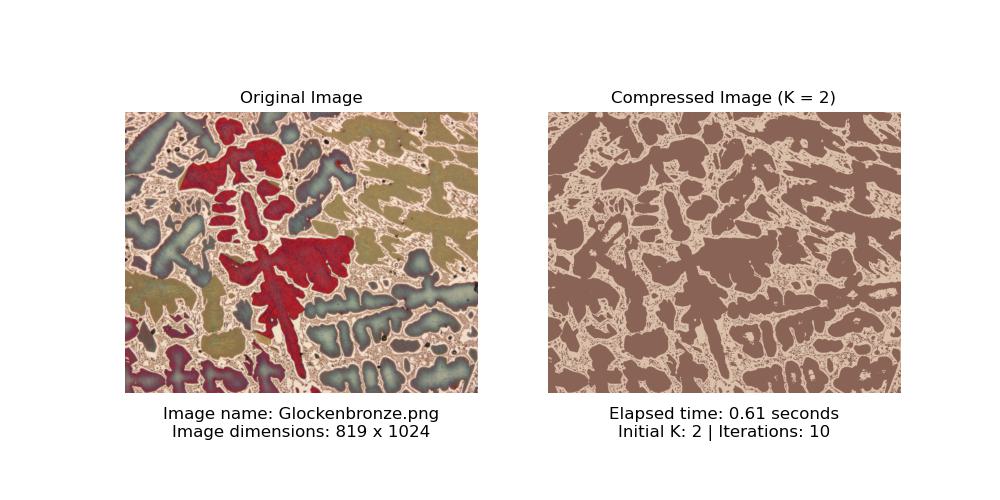 Original Image
Compressed Image (K = 2)
Image name: Glockenbronze.png
Image dimensions: 819 x 1024
Elapsed time: 0.61 seconds
Initial K: 2 | Iterations: 10